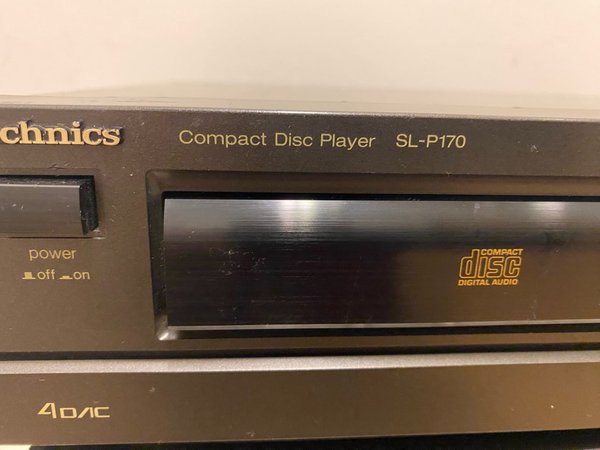 chnics Compact Disc Player SL-P170
power
off on
COMPACT
disc
DIGITAL AUDIO
4DAC